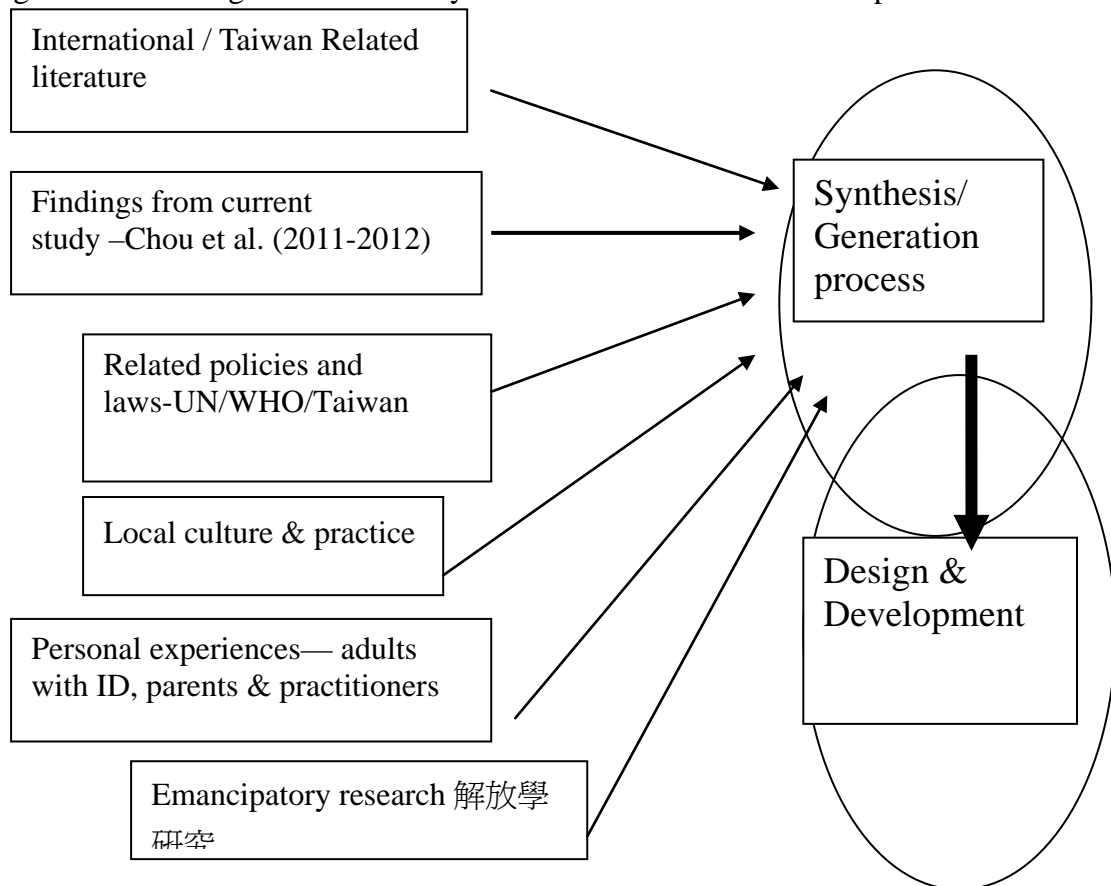 International / Taiwan Related
literature
Findings from current
study –Chou et al. (2011-2012)
Related policies and
laws-UN/WHO/Taiwan
Local culture & practice
Personal experiences— adults
with ID, parents & practitioners
Emancipatory research 解放學
研究
Synthesis/
Generation
process
Design &
Development